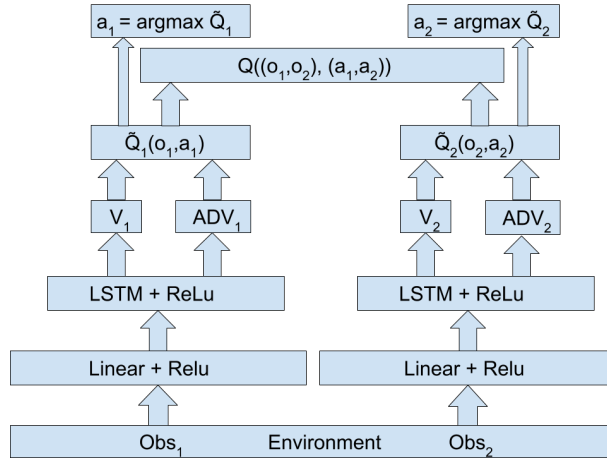 a₁ = argmax Q̃₁ a₂ = argmax Q̃₂
Q((o₁,o₂), (a₁,a₂))
Q̃₁(o₁,a₁) Q̃₂(o₂,a₂)
V₁ ADV₁ V₂ ADV₂
LSTM + ReLu LSTM + ReLu
Linear + Relu Linear + Relu
Obs₁ Environment Obs₂